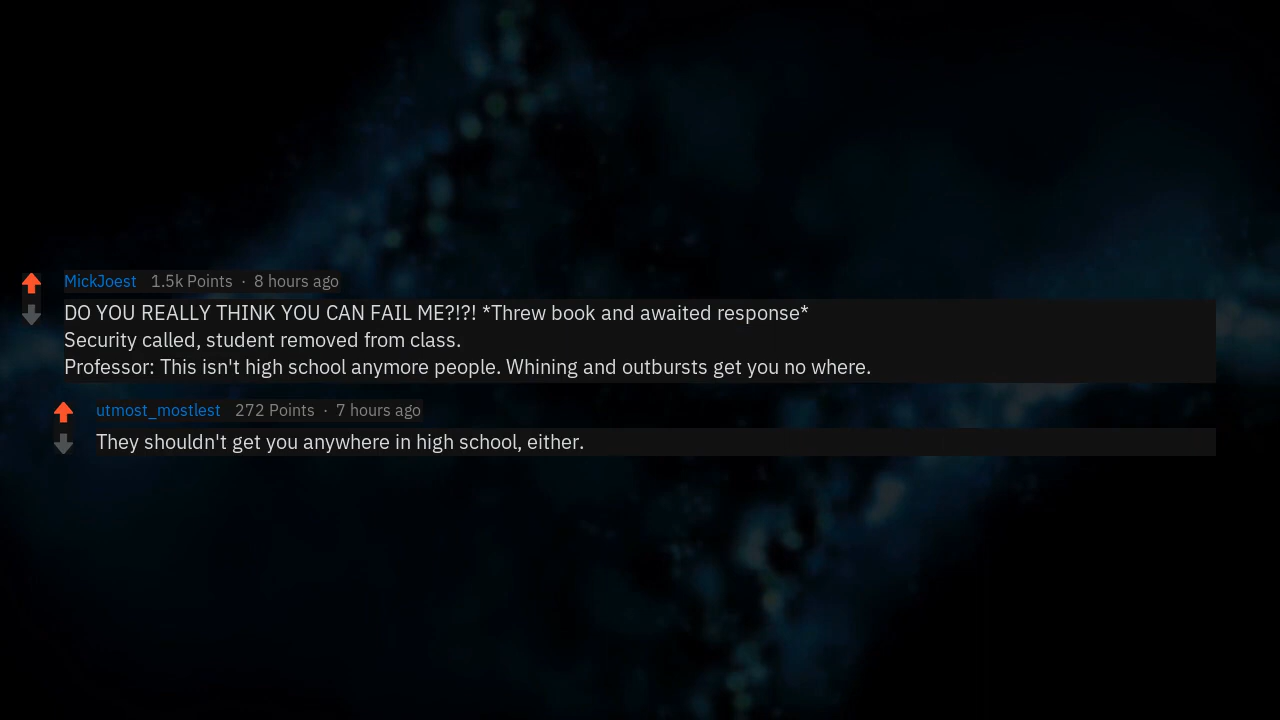 MickJoest 1.5k Points · 8 hours ago
DO YOU REALLY THINK YOU CAN FAIL ME?!?! *Threw book and awaited response*
Security called, student removed from class.
Professor: This isn't high school anymore people. Whining and outbursts get you no where.
utmost_mostlest 272 Points · 7 hours ago
They shouldn't get you anywhere in high school, either.